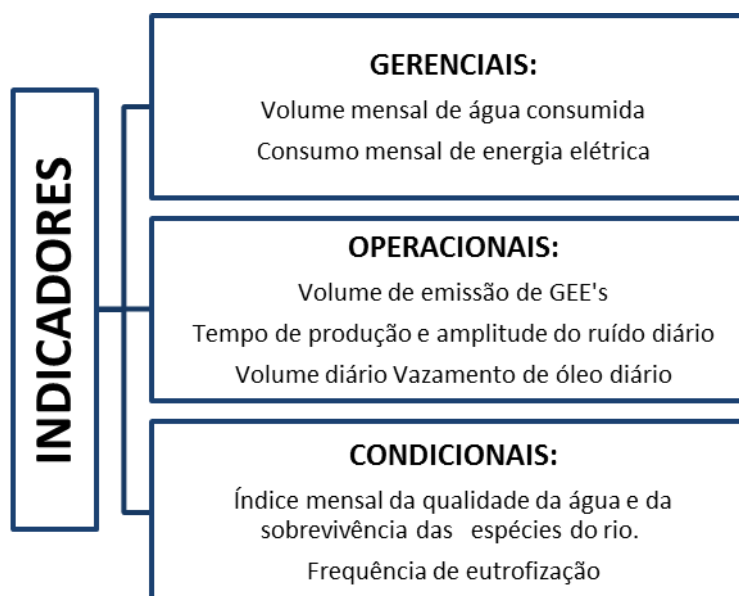 INDICADORES
GERENCIAIS:
Volume mensal de água consumida
Consumo mensal de energia elétrica
OPERACIONAIS:
Volume de emissão de GEE's
Tempo de produção e amplitude do ruído diário
Volume diário Vazamento de óleo diário
CONDICIONAIS:
Índice mensal da qualidade da água e da
sobrevivência das espécies do rio.
Frequência de eutrofização